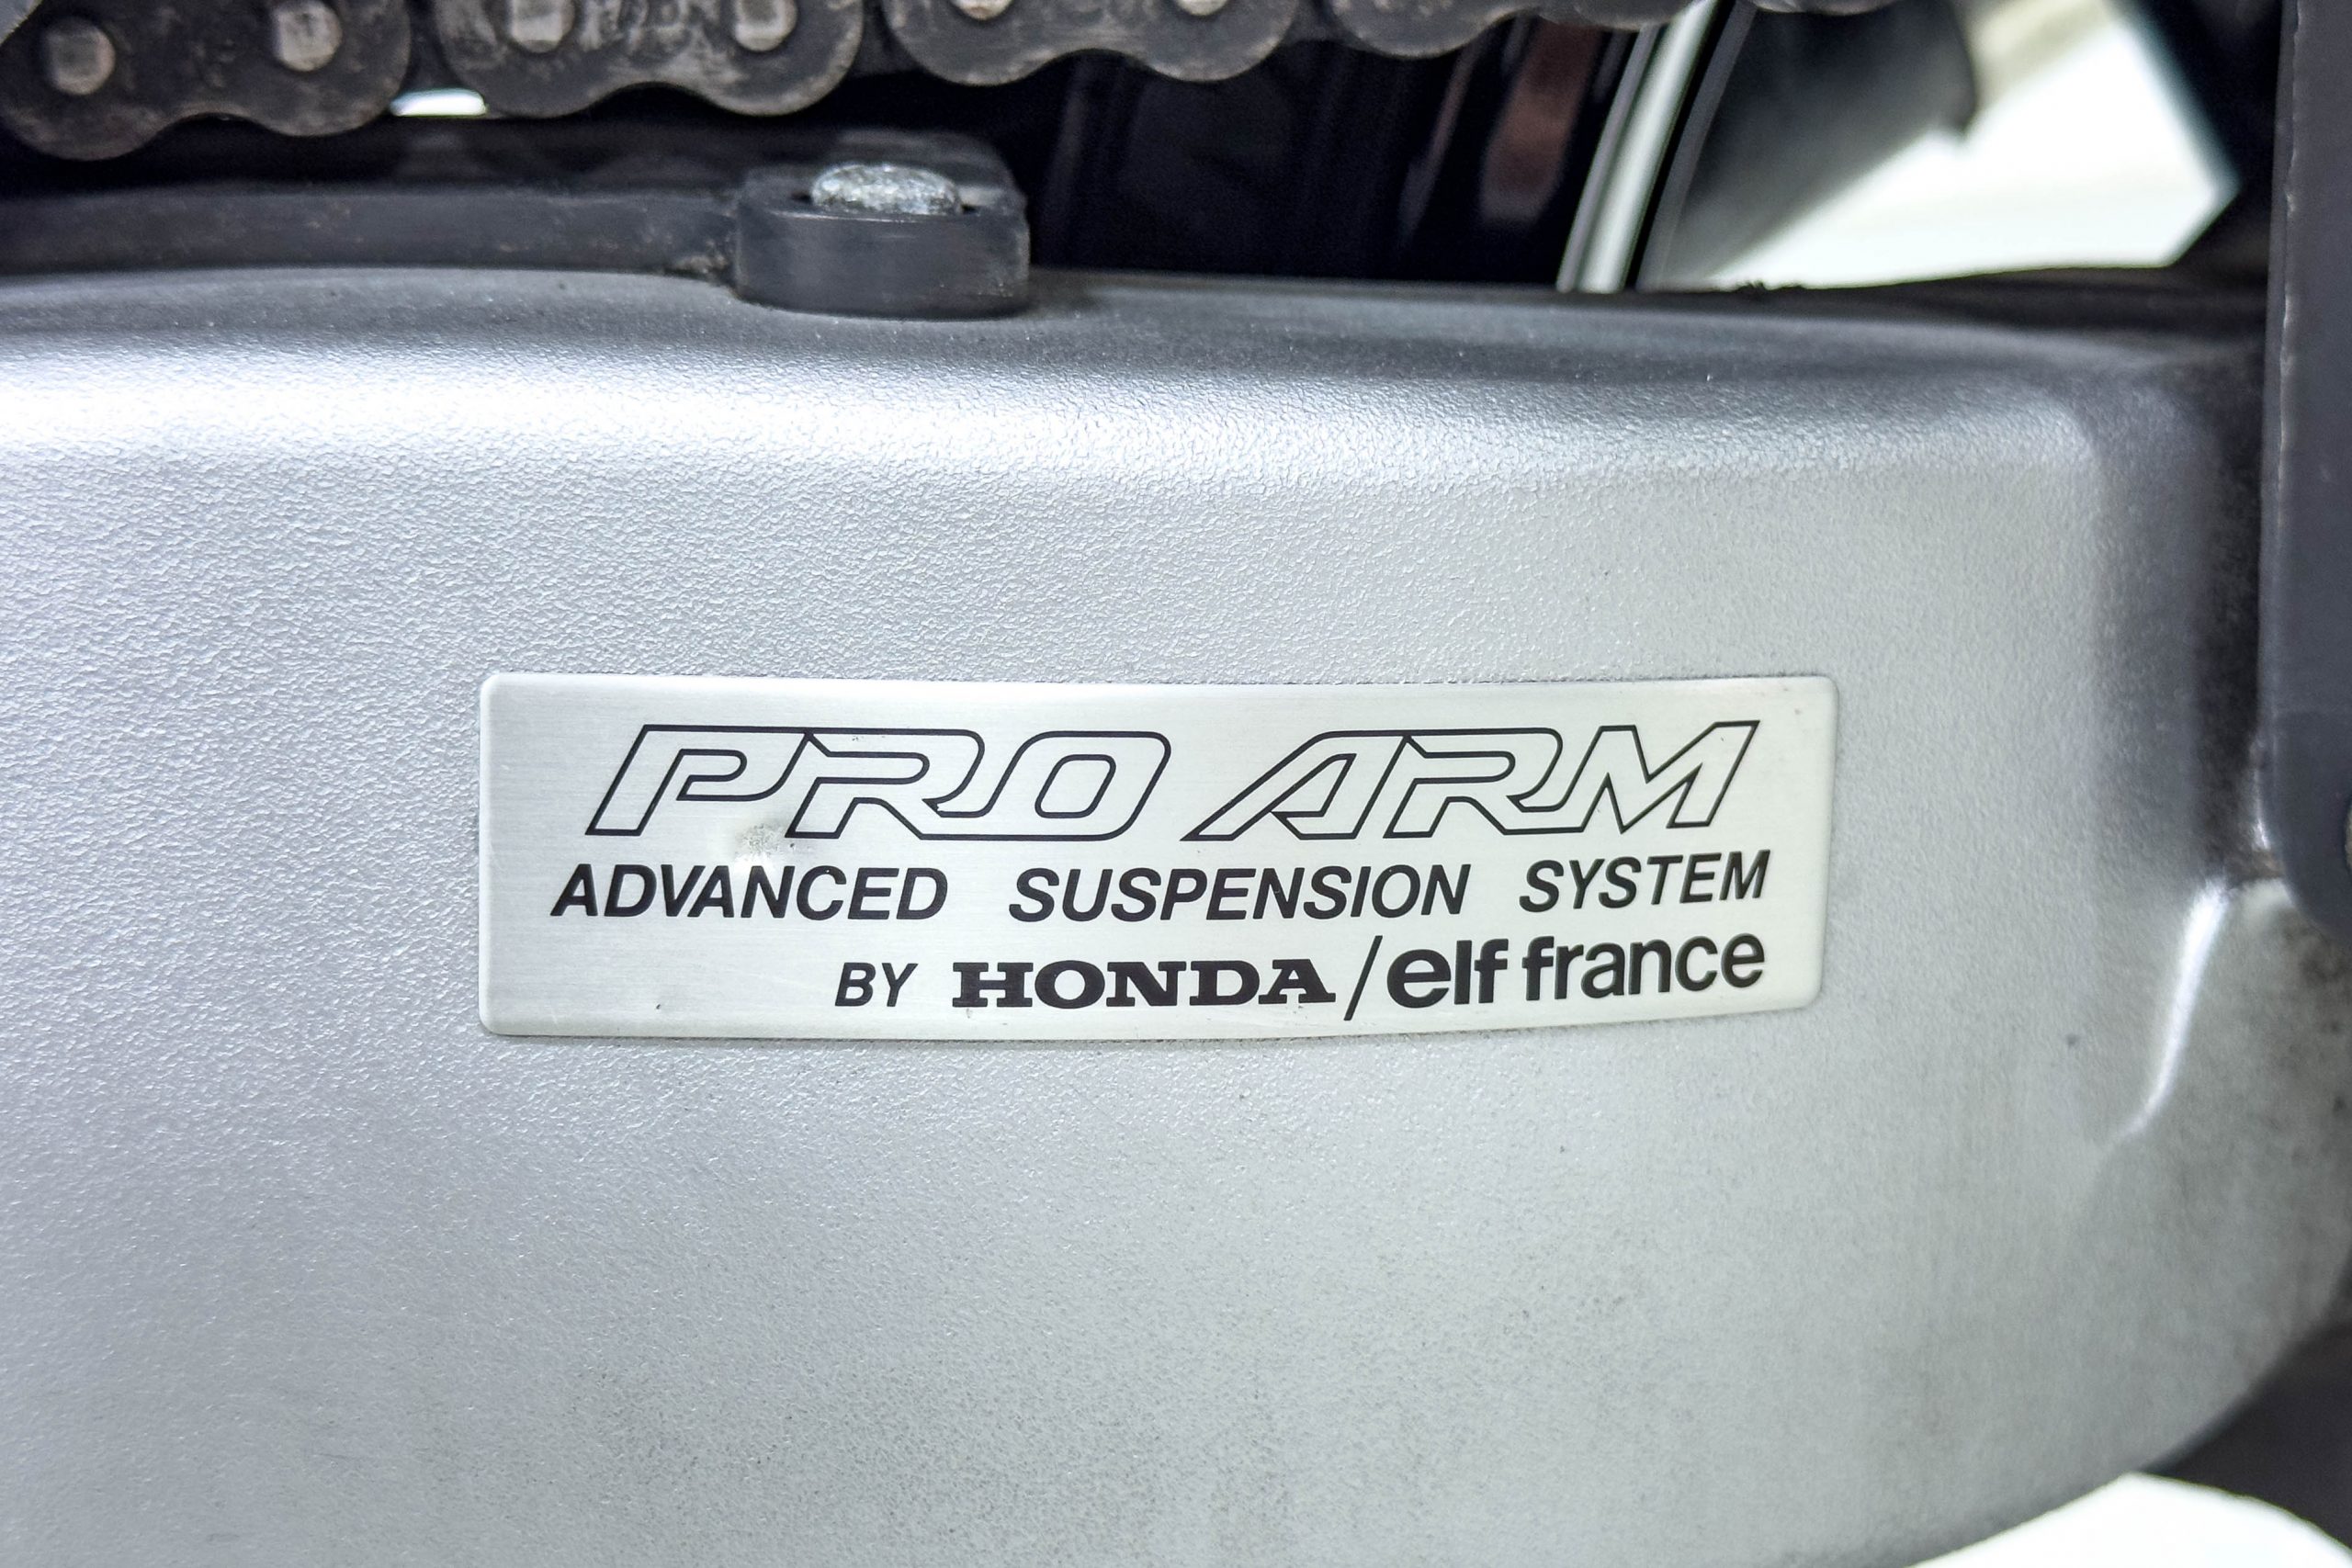 PRO ARM
ADVANCED SUSPENSION SYSTEM
BY HONDA/elf france